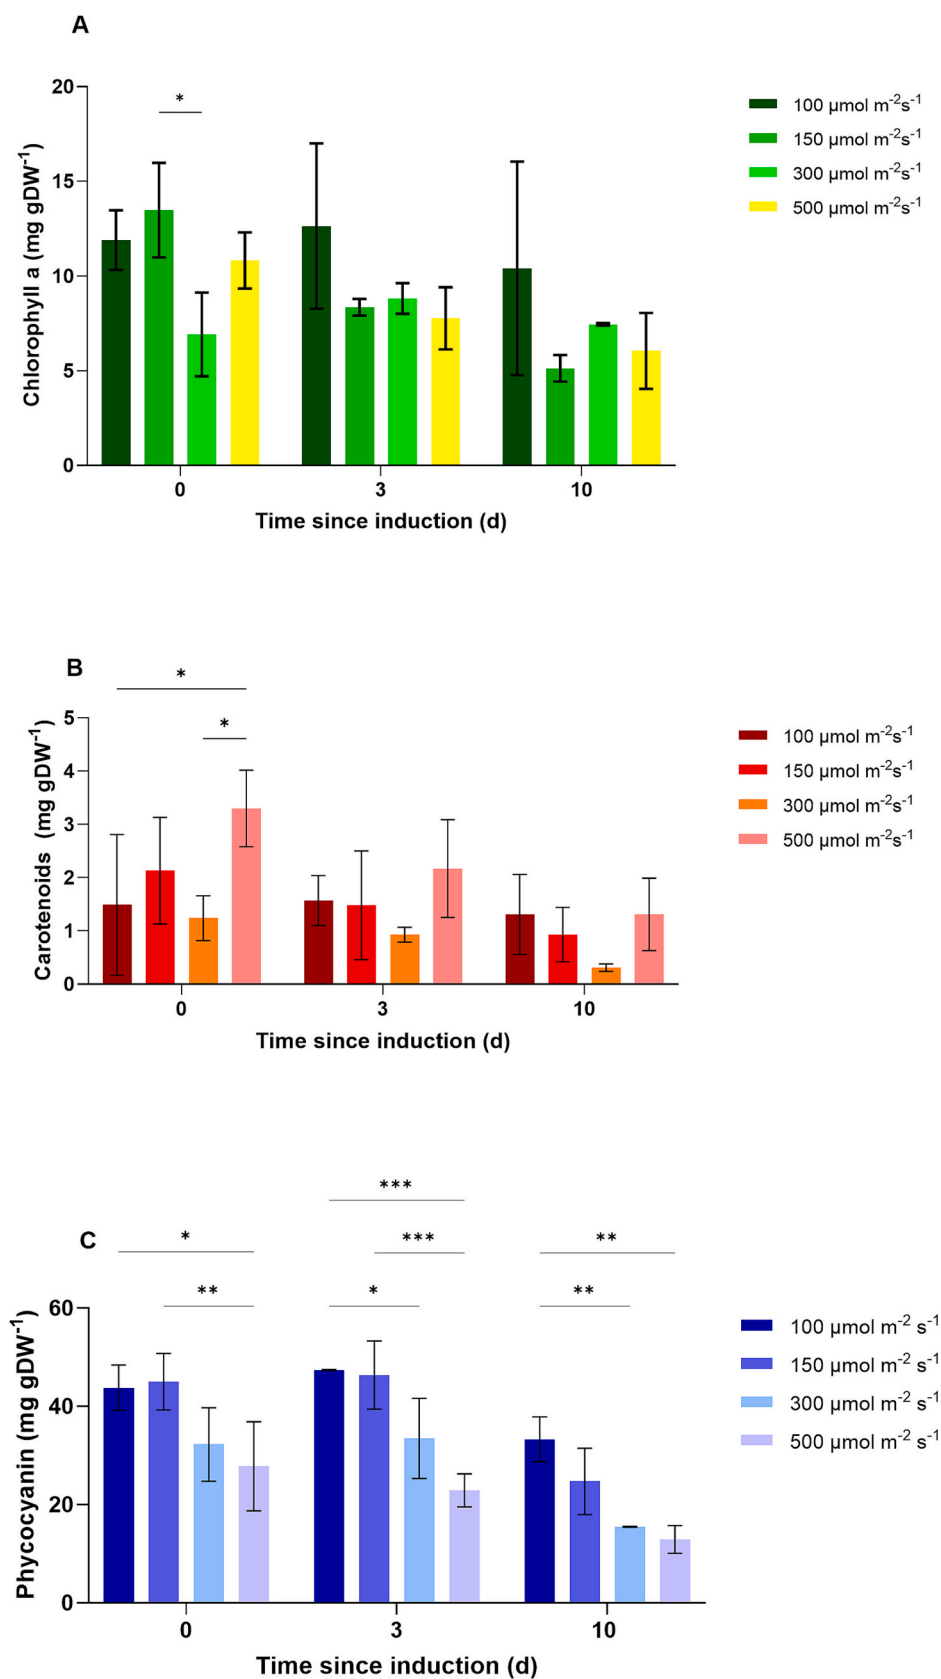 A
Chlorophyll a (mg gDW⁻¹)
20
15
10
5
0
*
0 3 10
Time since induction (d)
100 µmol m⁻²s⁻¹
150 µmol m⁻²s⁻¹
300 µmol m⁻²s⁻¹
500 µmol m⁻²s⁻¹
B
Carotenoids (mg gDW⁻¹)
5
4
3
2
1
0
*
*
0 3 10
Time since induction (d)
100 µmol m⁻²s⁻¹
150 µmol m⁻²s⁻¹
300 µmol m⁻²s⁻¹
500 µmol m⁻²s⁻¹
C
Phycocyanin (mg gDW⁻¹)
60
40
20
0
***
* *** **
** * **
0 3 10
Time since induction (d)
100 µmol m⁻² s⁻¹
150 µmol m⁻² s⁻¹
300 µmol m⁻² s⁻¹
500 µmol m⁻² s⁻¹